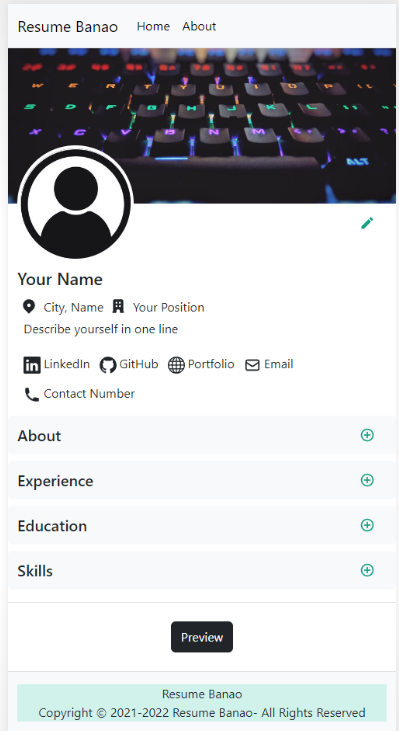 Resume Banao Home About
W E R T Y U I O P
S D F G H J K L
X C V B N M
ALT
Your Name
City, Name Your Position
Describe yourself in one line
LinkedIn GitHub Portfolio Email
Contact Number
About
Experience
Education
Skills
Preview
Resume Banao
Copyright © 2021-2022 Resume Banao- All Rights Reserved